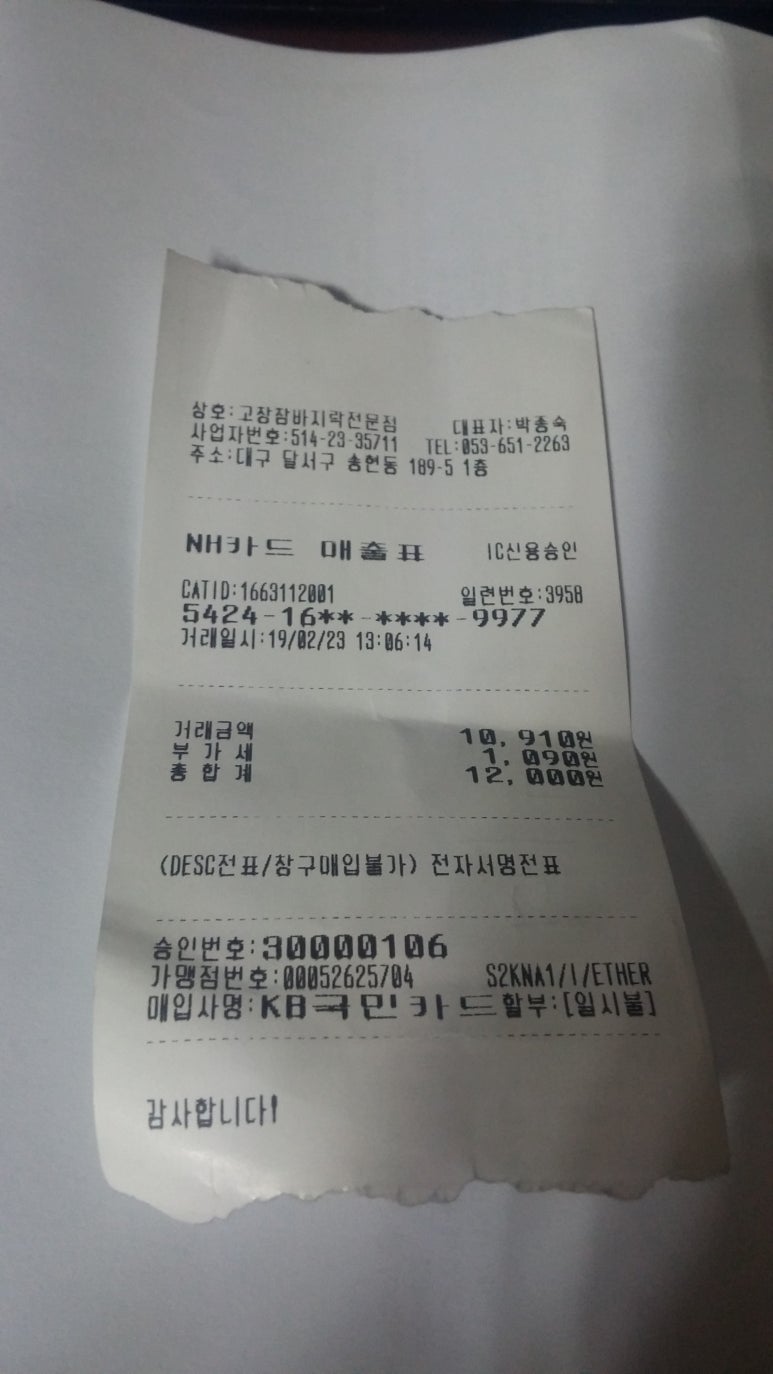 상호:고장잠바지락전문점 대표자:박종숙
사업자번호:514-23-35711 TEL:053-651-2263
주소:대구 달서구 송현동 189-5 1층
NH카드 매출표 IC신용승인
CATID:1663112001 일련번호:3958
5424-16**-****-9977
거래일시:19/02/23 13:06:14
거래금액 10,910원
부 가 세 1,090원
총 합 계 12,000원
(DESC전표/창구매입불가) 전자서명전표
승인번호:30000106
가맹점번호:00052625704 S2KNA1/I/ETHER
매입사명:KB국민카드 할부:[일시불]
감사합니다!